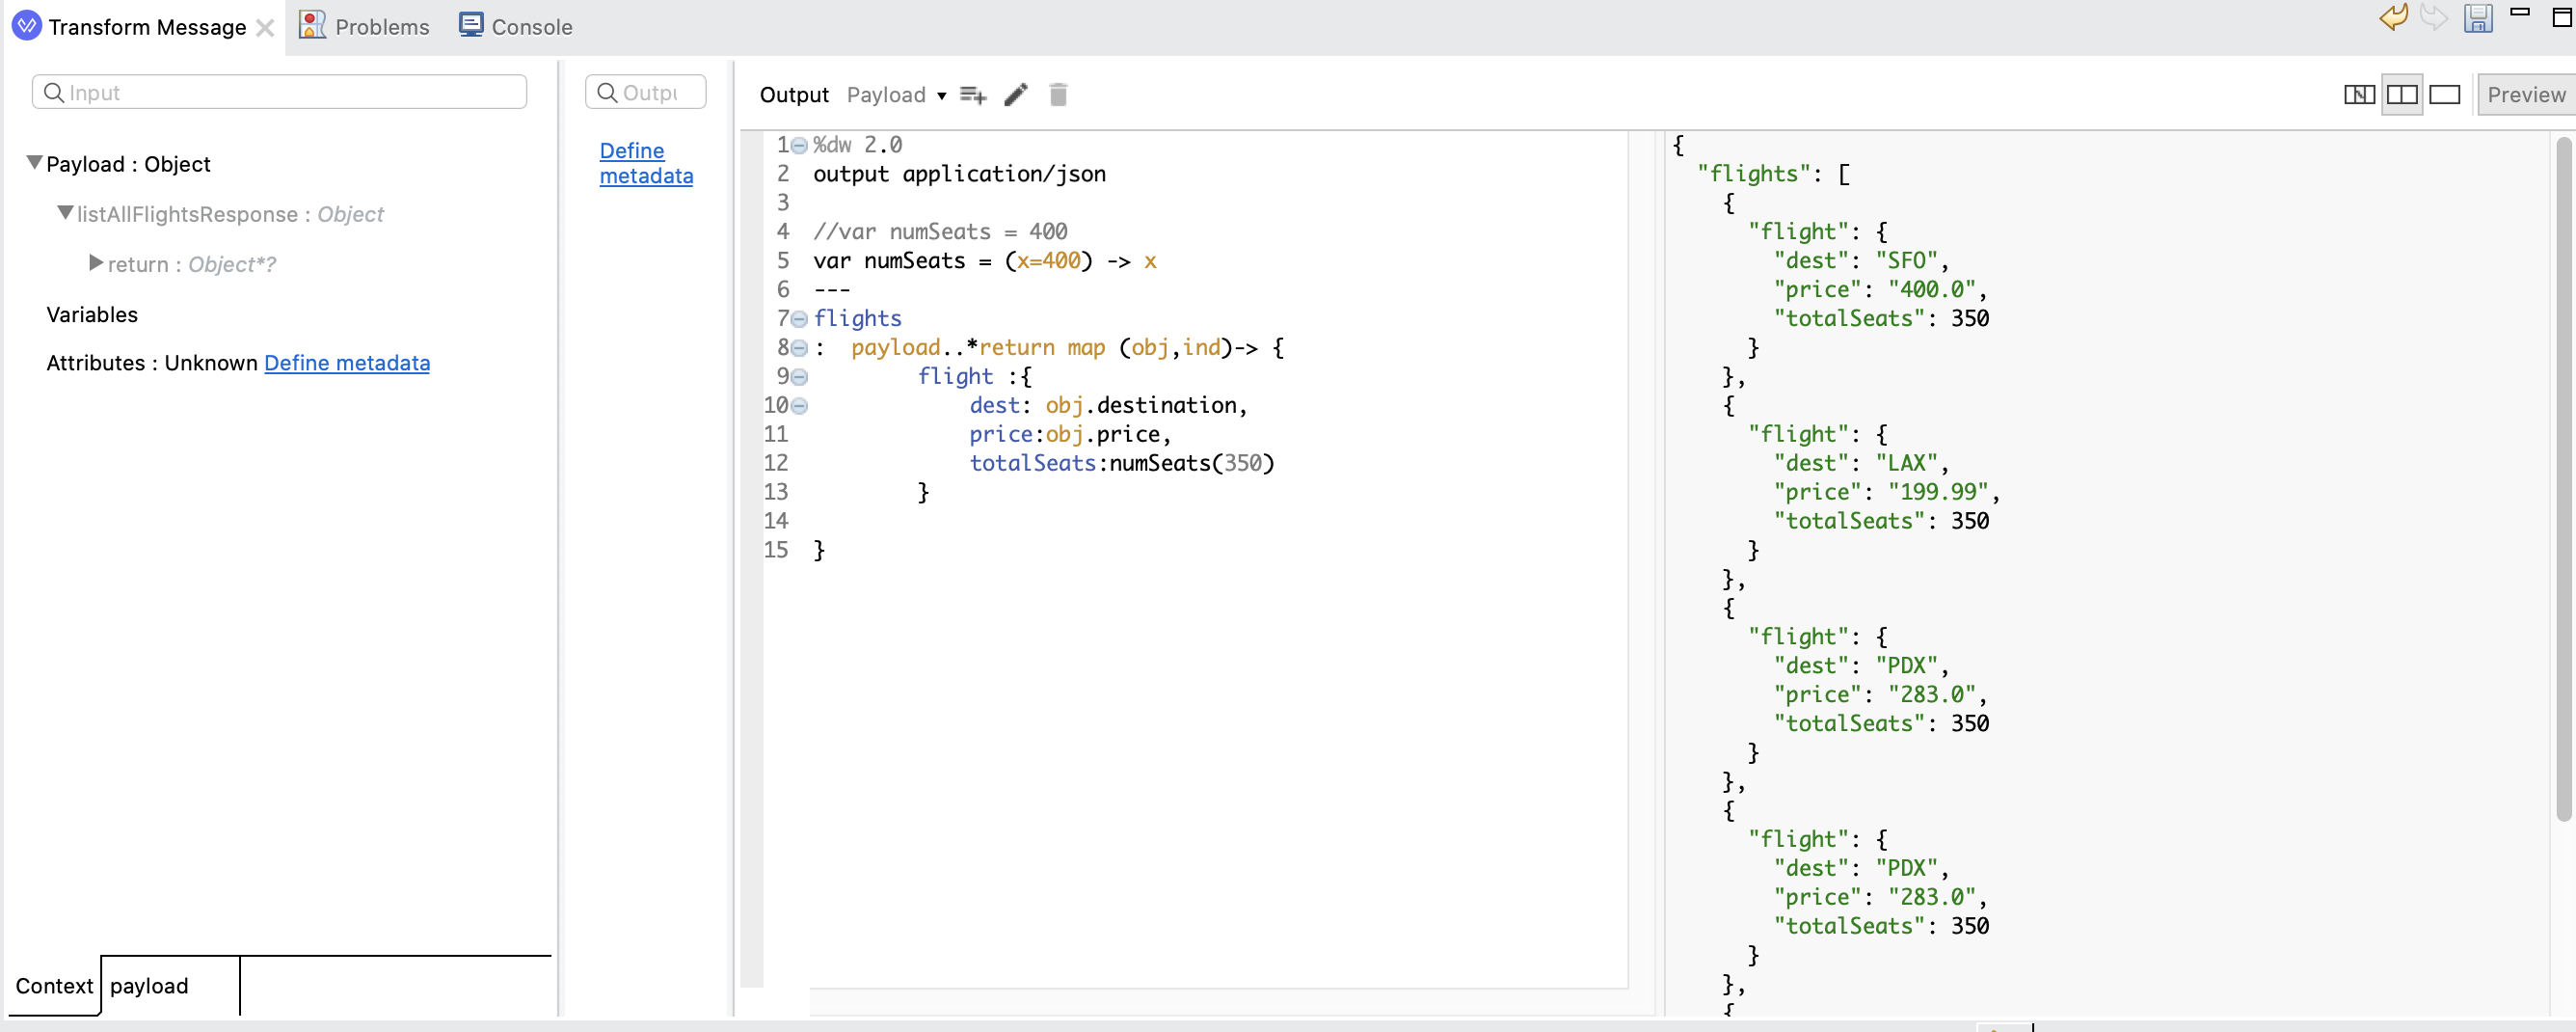 Transform Message
Problems
Console
Input
Payload : Object
listAllFlightsResponse : Object
return : Object*?
Variables
Attributes : Unknown Define metadata
Context
payload
Outpu
Define
metadata
Output Payload
Preview
1 %dw 2.0
2 output application/json
3
4 //var numSeats = 400
5 var numSeats = (x=400) -> x
6 ---
7 flights
8 :  payload..*return map (obj,ind)-> {
9         flight :{
10             dest: obj.destination,
11             price:obj.price,
12             totalSeats:numSeats(350)
13         }
14
15 }
{
  "flights": [
    {
      "flight": {
        "dest": "SFO",
        "price": "400.0",
        "totalSeats": 350
      }
    },
    {
      "flight": {
        "dest": "LAX",
        "price": "199.99",
        "totalSeats": 350
      }
    },
    {
      "flight": {
        "dest": "PDX",
        "price": "283.0",
        "totalSeats": 350
      }
    },
    {
      "flight": {
        "dest": "PDX",
        "price": "283.0",
        "totalSeats": 350
      }
    },
    {